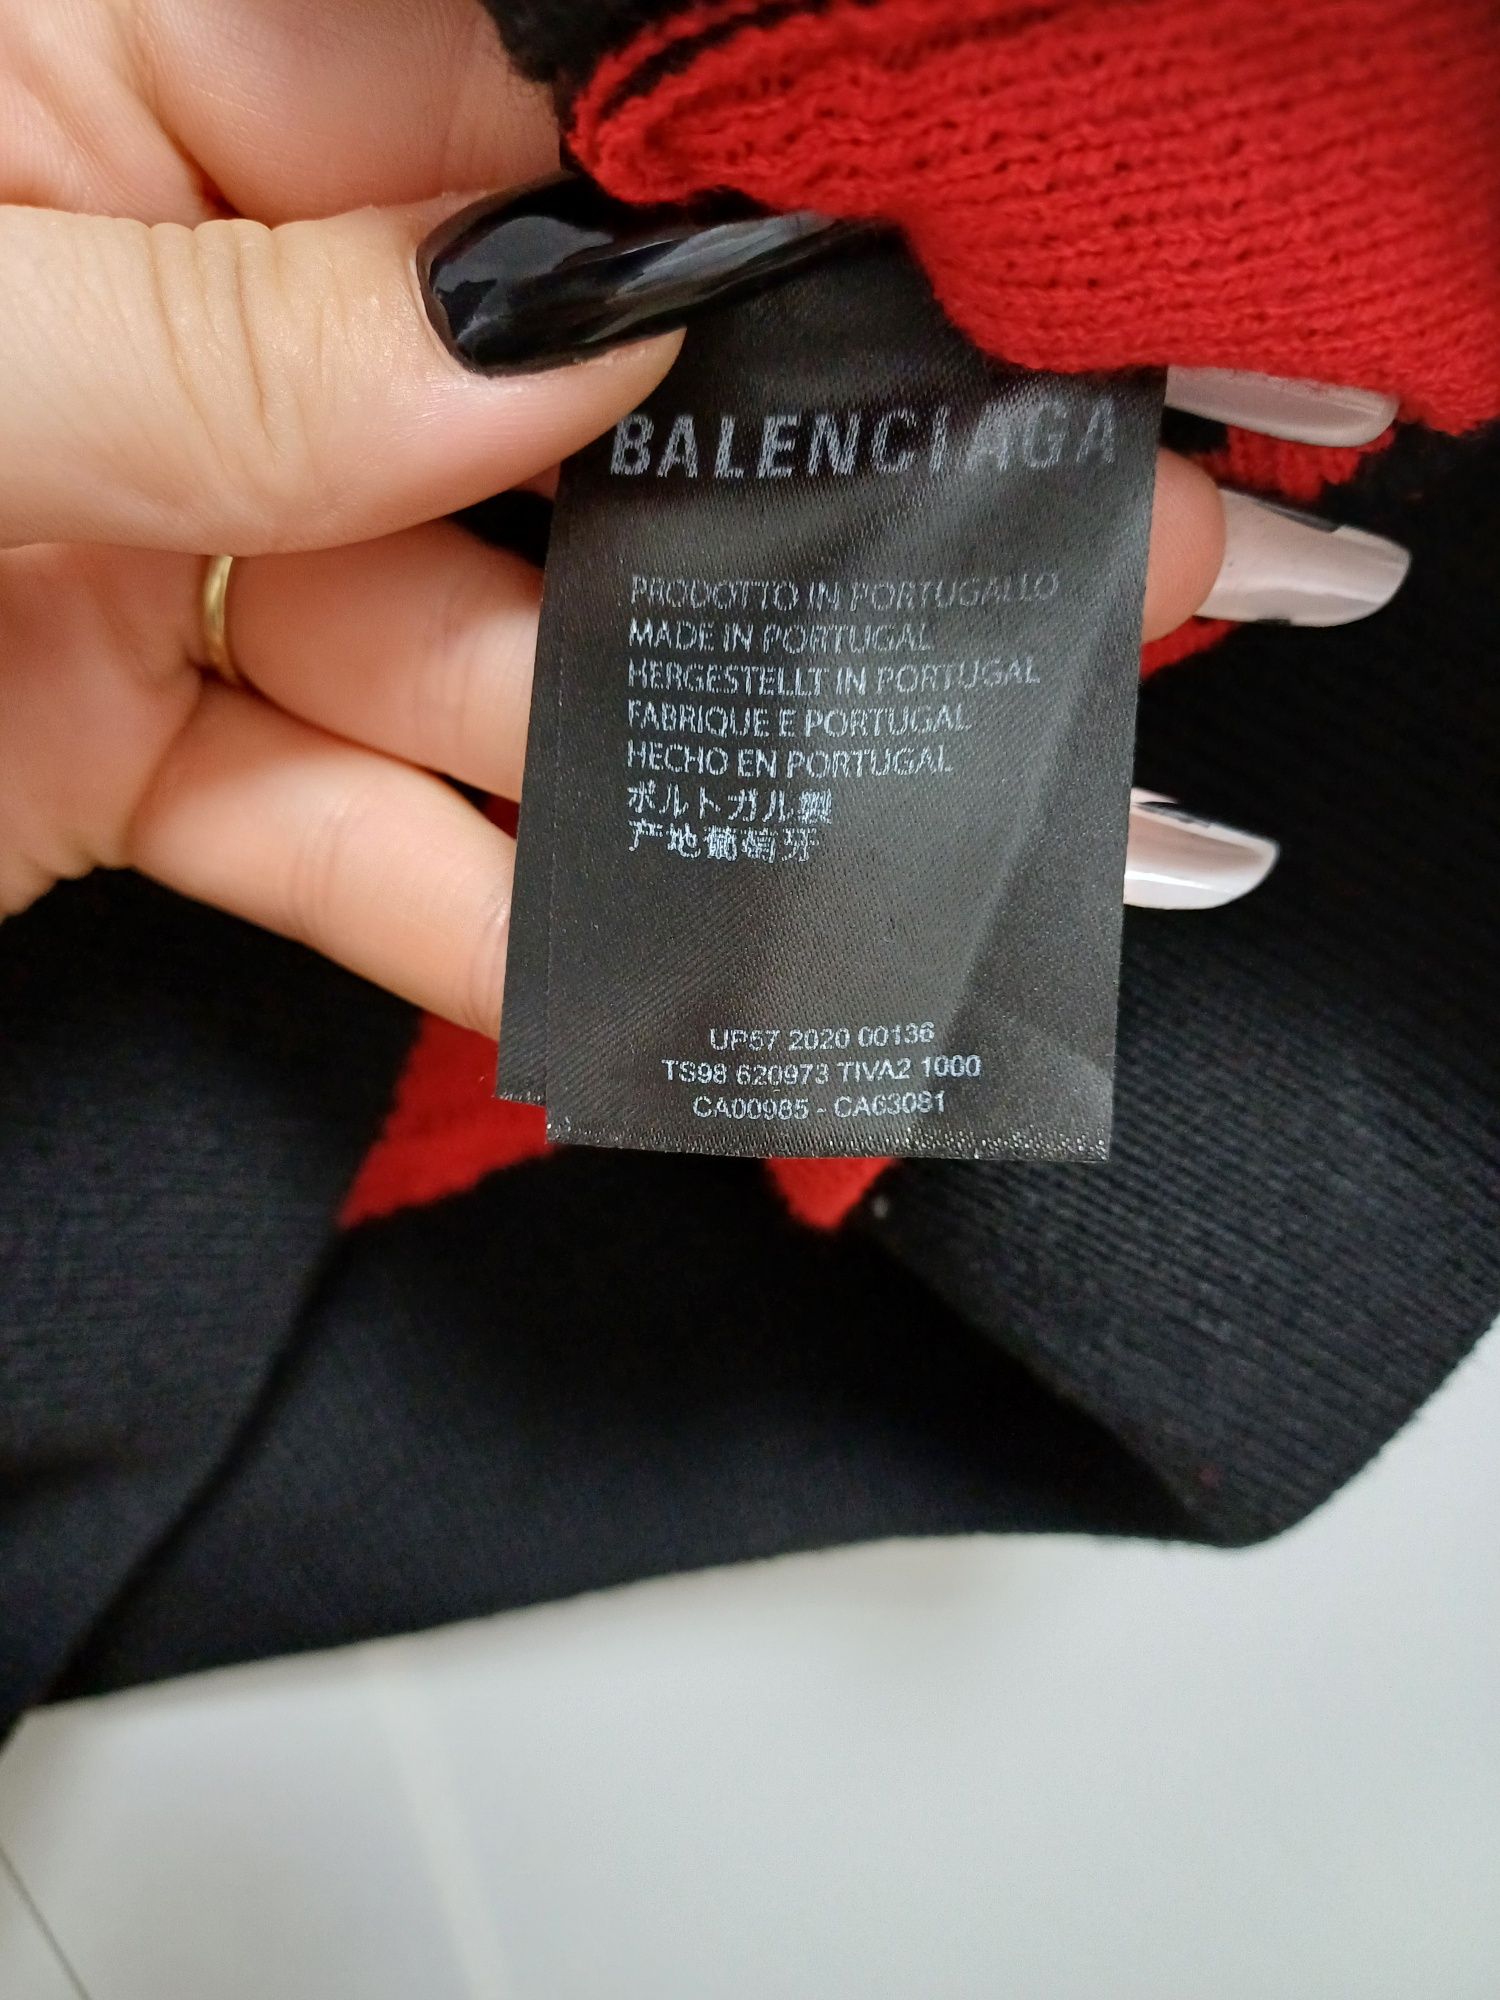 BALENCIAGA
PRODOTTO IN PORTUGALLO
MADE IN PORTUGAL
HERGESTELLT IN PORTUGAL
FABRIQUE E PORTUGAL
HECHO EN PORTUGAL
ポルトガル製
产地葡萄牙
UP57 2020 00136
TS98 620973 TIVA2 1000
CA00985 - CA63081